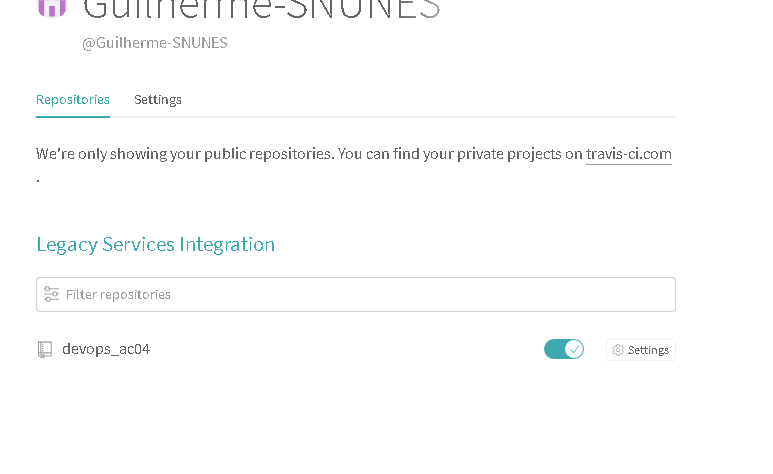 Guilherme-SNUNES
@Guilherme-SNUNES
Repositories Settings
We're only showing your public repositories. You can find your private projects on travis-ci.com
.
Legacy Services Integration
Filter repositories
devops_ac04 Settings